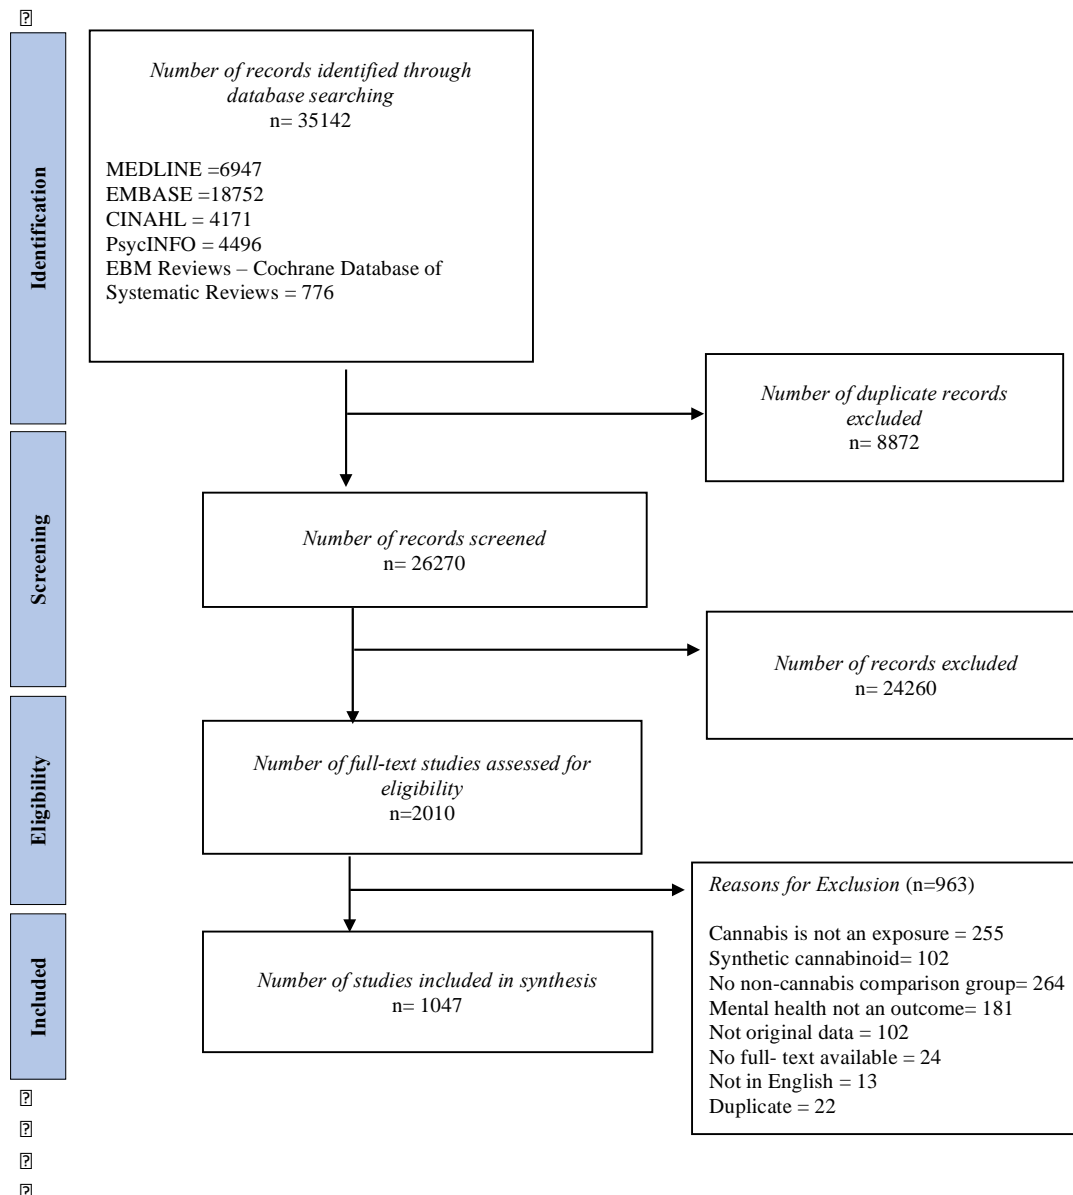 Identification
Number of records identified through
database searching
n= 35142
MEDLINE =6947
EMBASE =18752
CINAHL = 4171
PsycINFO = 4496
EBM Reviews – Cochrane Database of
Systematic Reviews = 776
Number of duplicate records
excluded
n= 8872
Screening
Number of records screened
n= 26270
Number of records excluded
n= 24260
Eligibility
Number of full-text studies assessed for
eligibility
n=2010
Reasons for Exclusion (n=963)
Cannabis is not an exposure = 255
Synthetic cannabinoid= 102
No non-cannabis comparison group= 264
Mental health not an outcome= 181
Not original data = 102
No full- text available = 24
Not in English = 13
Duplicate = 22
Included
Number of studies included in synthesis
n= 1047